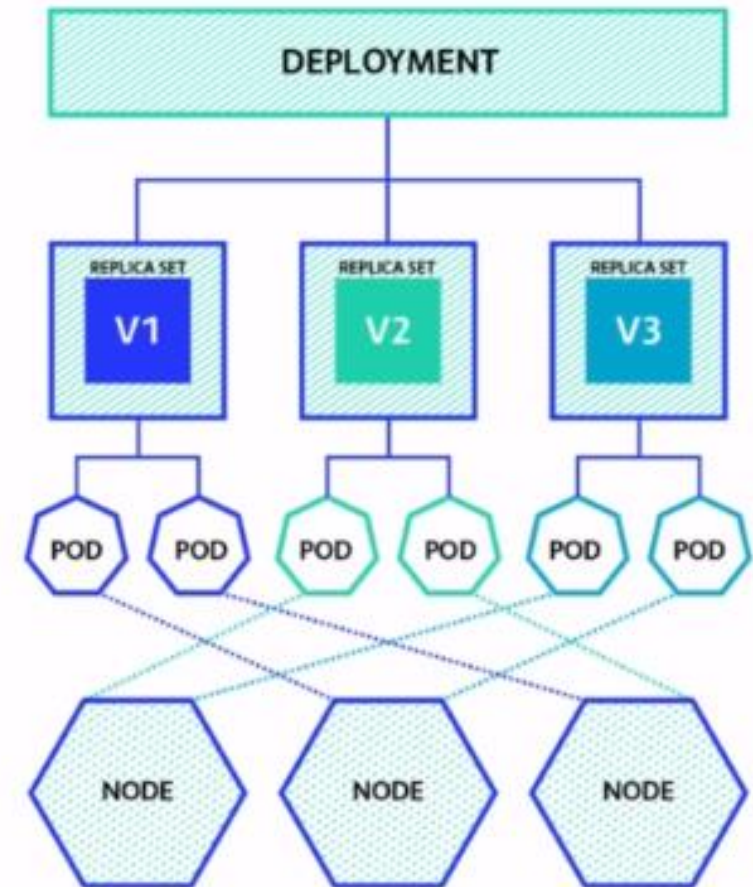 DEPLOYMENT
REPLICA SET
V1
REPLICA SET
V2
REPLICA SET
V3
POD
POD
POD
POD
POD
POD
NODE
NODE
NODE